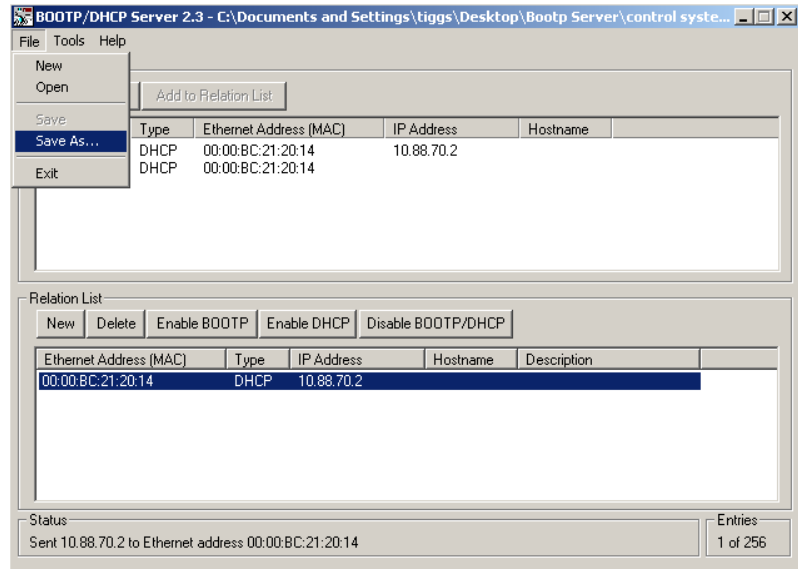 BOOTP/DHCP Server 2.3 - C:\Documents and Settings\tiggs\Desktop\Bootp Server\control syste...
File Tools Help
New
Open
Save
Save As...
Exit
Add to Relation List
Type Ethernet Address (MAC) IP Address Hostname
DHCP 00:00:BC:21:20:14 10.88.70.2
DHCP 00:00:BC:21:20:14
Relation List
New Delete Enable BOOTP Enable DHCP Disable BOOTP/DHCP
Ethernet Address (MAC) Type IP Address Hostname Description
00:00:BC:21:20:14 DHCP 10.88.70.2
Status
Sent 10.88.70.2 to Ethernet address 00:00:BC:21:20:14
Entries
1 of 256